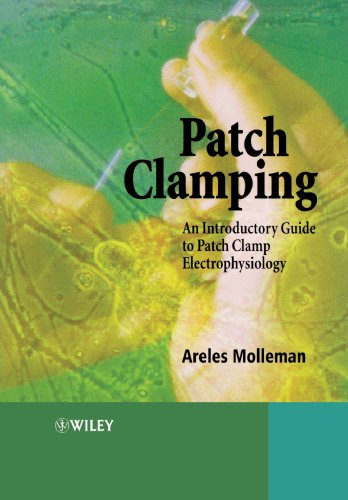 Patch
Clamping
An Introductory Guide
to Patch Clamp
Electrophysiology
Areles Molleman
WILEY